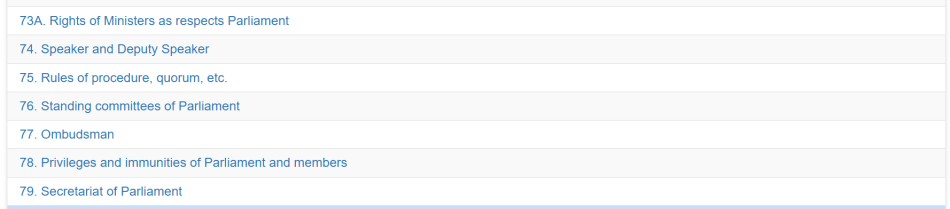 73A. Rights of Ministers as respects Parliament
74. Speaker and Deputy Speaker
75. Rules of procedure, quorum, etc.
76. Standing committees of Parliament
77. Ombudsman
78. Privileges and immunities of Parliament and members
79. Secretariat of Parliament